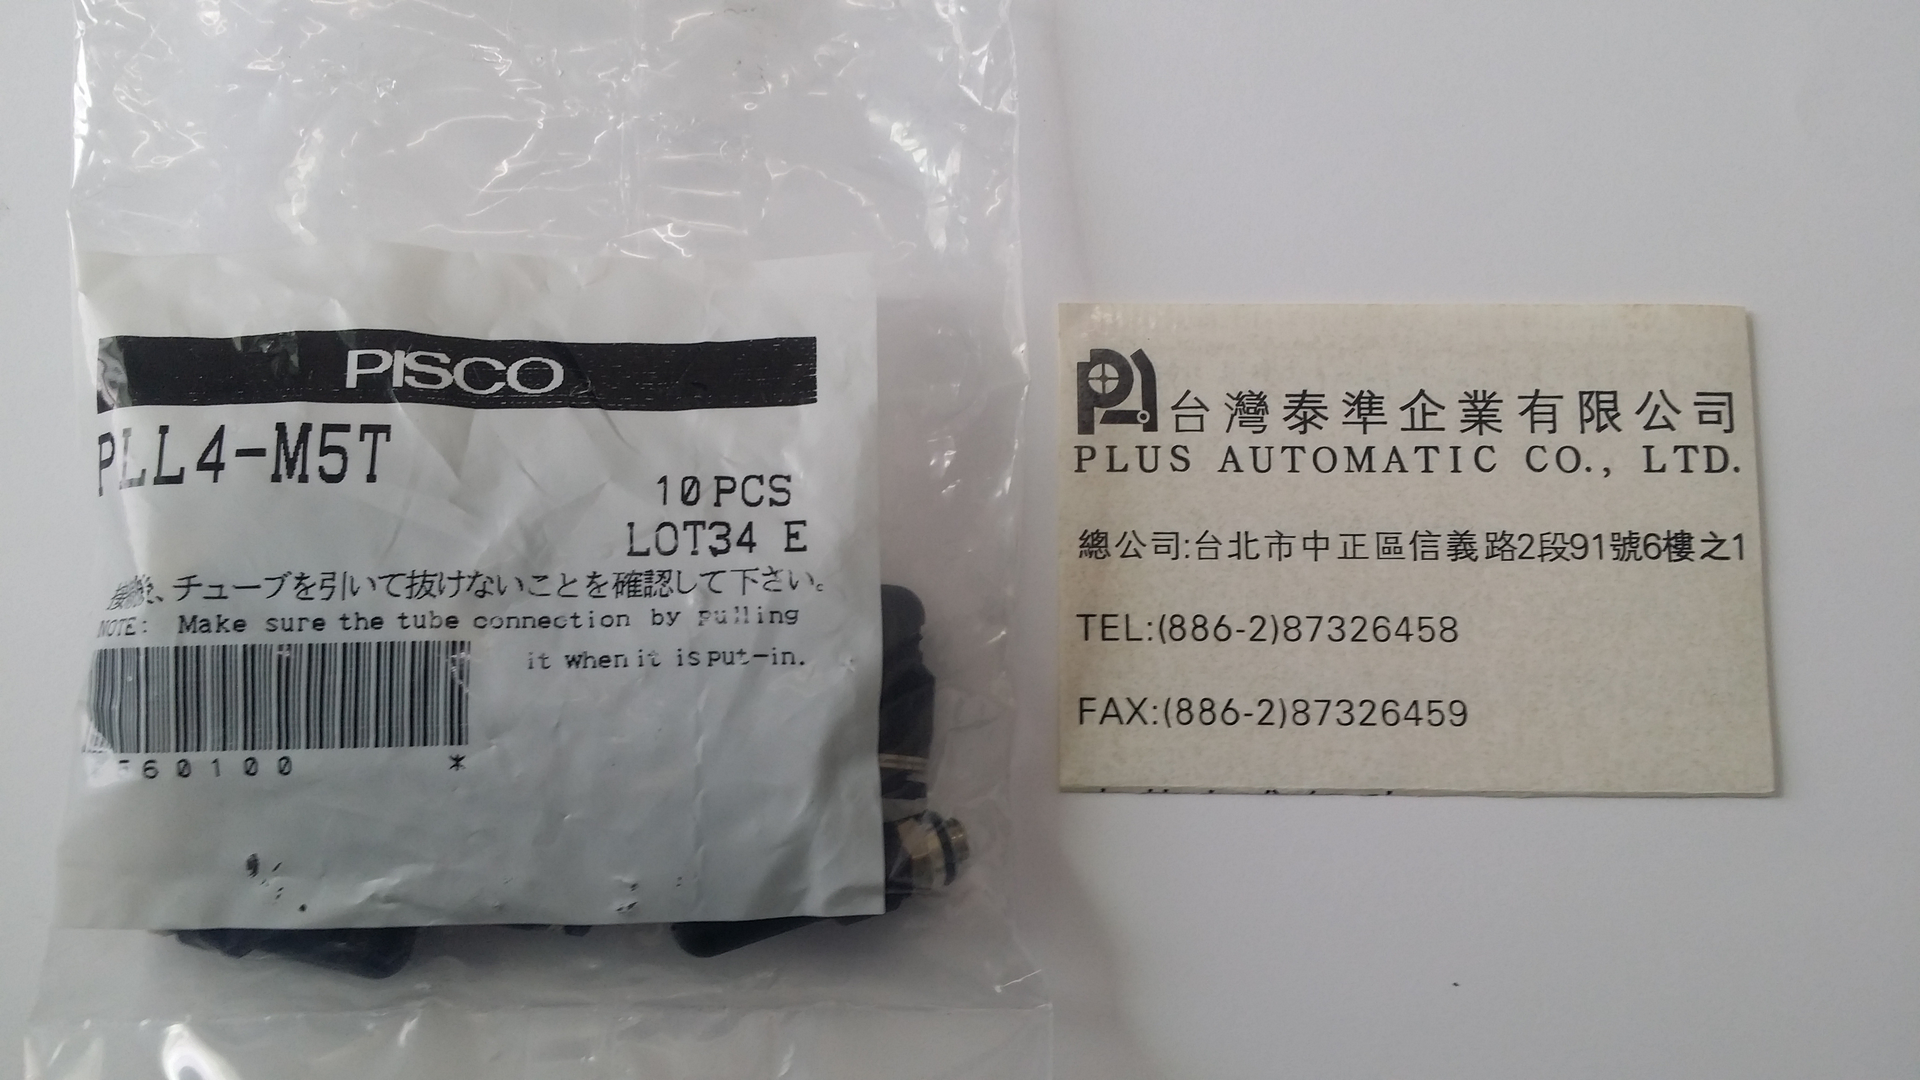 PISCO
PLL4-M5T
10PCS
LOT34 E
接続後、チューブを引いて抜けないことを確認して下さい。
NOTE: Make sure the tube connection by pulling
it when it is put-in.
60100 *
台灣泰準企業有限公司
PLUS AUTOMATIC CO., LTD.
總公司:台北市中正區信義路2段91號6樓之1
TEL:(886-2)87326458
FAX:(886-2)87326459